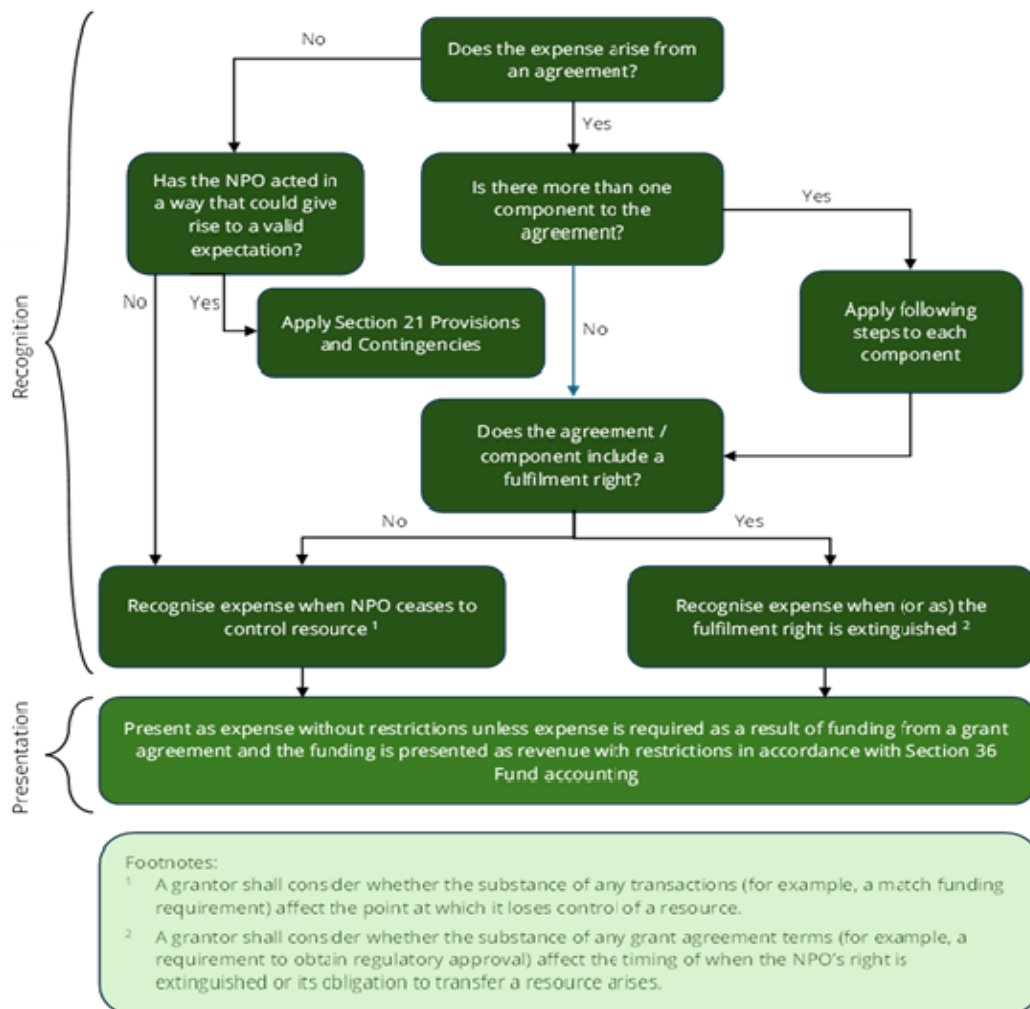 No
Does the expense arise from
an agreement?
Yes
Has the NPO acted in
a way that could give
rise to a valid
expectation?
Is there more than one
component to the
agreement?
Yes
No
Yes
Apply Section 21 Provisions
and Contingencies
No
Apply following
steps to each
component
Recognition
Does the agreement /
component include a
fulfilment right?
No
Yes
Recognise expense when NPO ceases to
control resource ¹
Recognise expense when (or as) the
fulfilment right is extinguished ²
Presentation
Present as expense without restrictions unless expense is required as a result of funding from a grant
agreement and the funding is presented as revenue with restrictions in accordance with Section 36
Fund accounting
Footnotes:
¹ A grantor shall consider whether the substance of any transactions (for example, a match funding
requirement) affect the point at which it loses control of a resource.
² A grantor shall consider whether the substance of any grant agreement terms (for example, a
requirement to obtain regulatory approval) affect the timing of when the NPO's right is
extinguished or its obligation to transfer a resource arises.